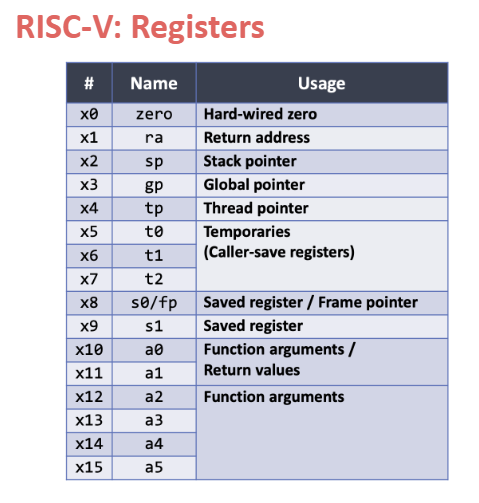 RISC-V: Registers
# Name Usage
x0 zero Hard-wired zero
x1 ra Return address
x2 sp Stack pointer
x3 gp Global pointer
x4 tp Thread pointer
x5 t0 Temporaries
x6 t1 (Caller-save registers)
x7 t2
x8 s0/fp Saved register / Frame pointer
x9 s1 Saved register
x10 a0 Function arguments /
x11 a1 Return values
x12 a2 Function arguments
x13 a3
x14 a4
x15 a5